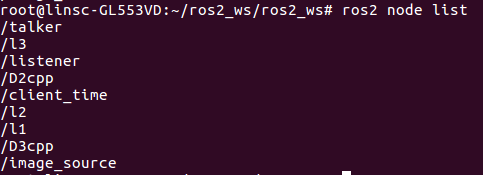 root@linsc-GL553VD:~/ros2_ws/ros2_ws# ros2 node list
/talker
/l3
/listener
/D2cpp
/client_time
/l2
/l1
/D3cpp
/image_source